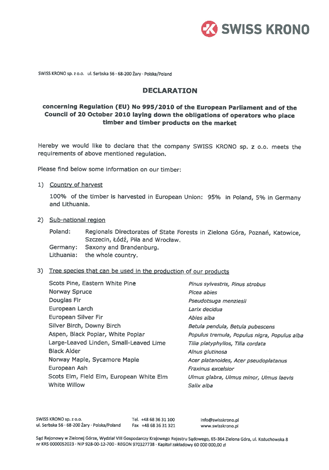 SWISS KRONO
SWISS KRONO sp. z o.o.   ul. Serbska 56 · 68-200 Żary · Polska/Poland
DECLARATION
concerning Regulation (EU) No 995/2010 of the European Parliament and of the
Council of 20 October 2010 laying down the obligations of operators who place
timber and timber products on the market
Hereby we would like to declare that the company SWISS KRONO sp. z o.o. meets the
requirements of above mentioned regulation.
Please find below some information on our timber:
1) Country of harvest
100% of the timber is harvested in European Union: 95% in Poland, 5% in Germany
and Lithuania.
2) Sub-national region
Poland: Regionals Directorates of State Forests in Zielona Góra, Poznań, Katowice,
Szczecin, Łódź, Piła and Wrocław.
Germany: Saxony and Brandenburg.
Lithuania: the whole country.
3) Tree species that can be used in the production of our products
Scots Pine, Eastern White Pine Pinus sylvestris, Pinus strobus
Norway Spruce Picea abies
Douglas Fir Pseudotsuga menziesii
European Larch Larix decidua
European Silver Fir Abies alba
Silver Birch, Downy Birch Betula pendula, Betula pubescens
Aspen, Black Poplar, White Poplar Populus tremula, Populus nigra, Populus alba
Large-Leaved Linden, Small-Leaved Lime Tilia platyphyllos, Tilia cordata
Black Alder Alnus glutinosa
Norway Maple, Sycamore Maple Acer platanoides, Acer pseudoplatanus
European Ash Fraxinus excelsior
Scots Elm, Field Elm, European White Elm Ulmus glabra, Ulmus minor, Ulmus laevis
White Willow Salix alba
SWISS KRONO sp. z o.o. Tel. +48 68 36 31 100 info@swisskrono.pl
ul. Serbska 56 · 68-200 Żary · Polska/Poland Fax +48 68 36 31 321 www.swisskrono.pl
Sąd Rejonowy w Zielonej Górze, Wydział VIII Gospodarczy Krajowego Rejestru Sądowego, 65-364 Zielona Góra, ul. Kożuchowska 8
nr KRS 0000053519 · NIP 928-00-12-700 · REGON 970327738 · Kapitał zakładowy 60 000 000,00 zł